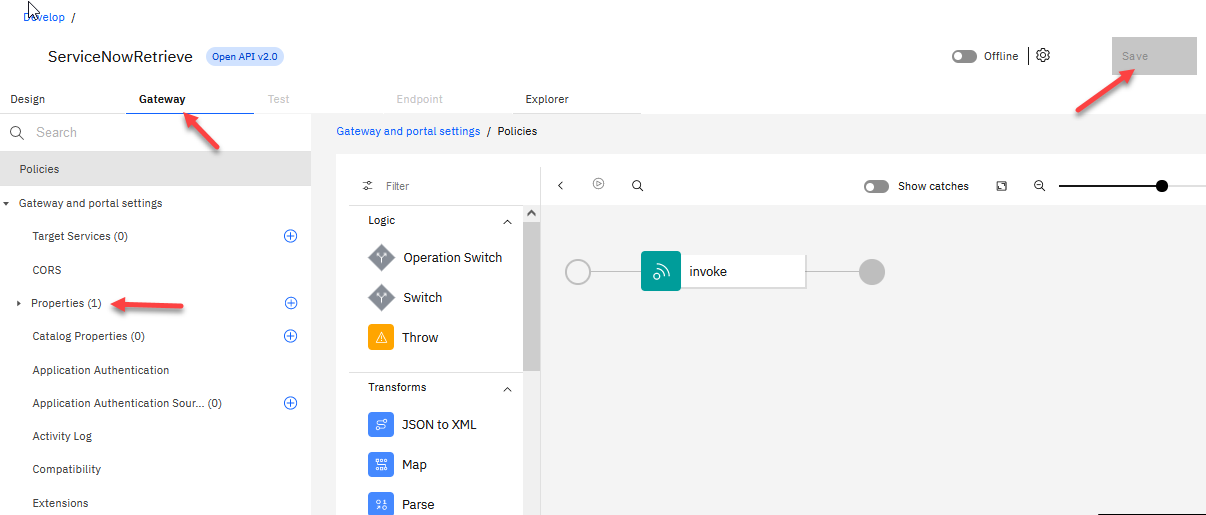 Develop /
ServiceNowRetrieve
Open API v2.0
Offline
Save
Design
Gateway
Test
Endpoint
Explorer
Search
Gateway and portal settings / Policies
Policies
Filter
Show catches
Gateway and portal settings
Logic
Target Services (0)
Operation Switch
CORS
invoke
Switch
Properties (1)
Throw
Catalog Properties (0)
Application Authentication
Transforms
Application Authentication Sour... (0)
JSON to XML
Activity Log
Map
Compatibility
Parse
Extensions